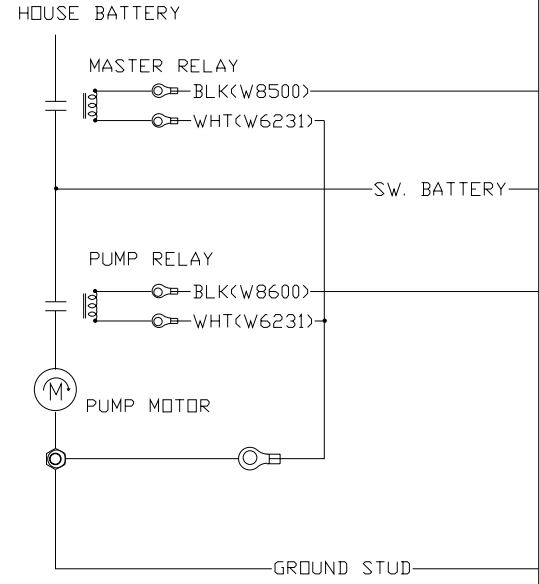 HOUSE BATTERY
MASTER RELAY
BLK(W8500)
WHT(W6231)
SW. BATTERY
PUMP RELAY
BLK(W8600)
WHT(W6231)
M
PUMP MOTOR
GROUND STUD